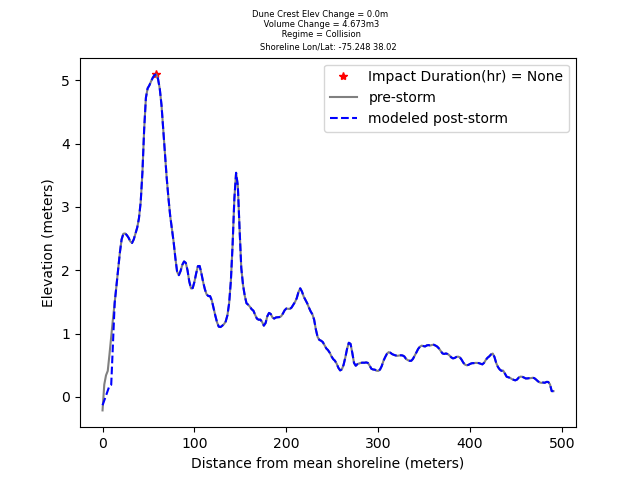 Dune Crest Elev Change = 0.0m
Volume Change = 4.673m3
Regime = Collision
Shoreline Lon/Lat: -75.248 38.02
Impact Duration(hr) = None
pre-storm
modeled post-storm
Elevation (meters)
5
4
3
2
1
0
0 100 200 300 400 500
Distance from mean shoreline (meters)